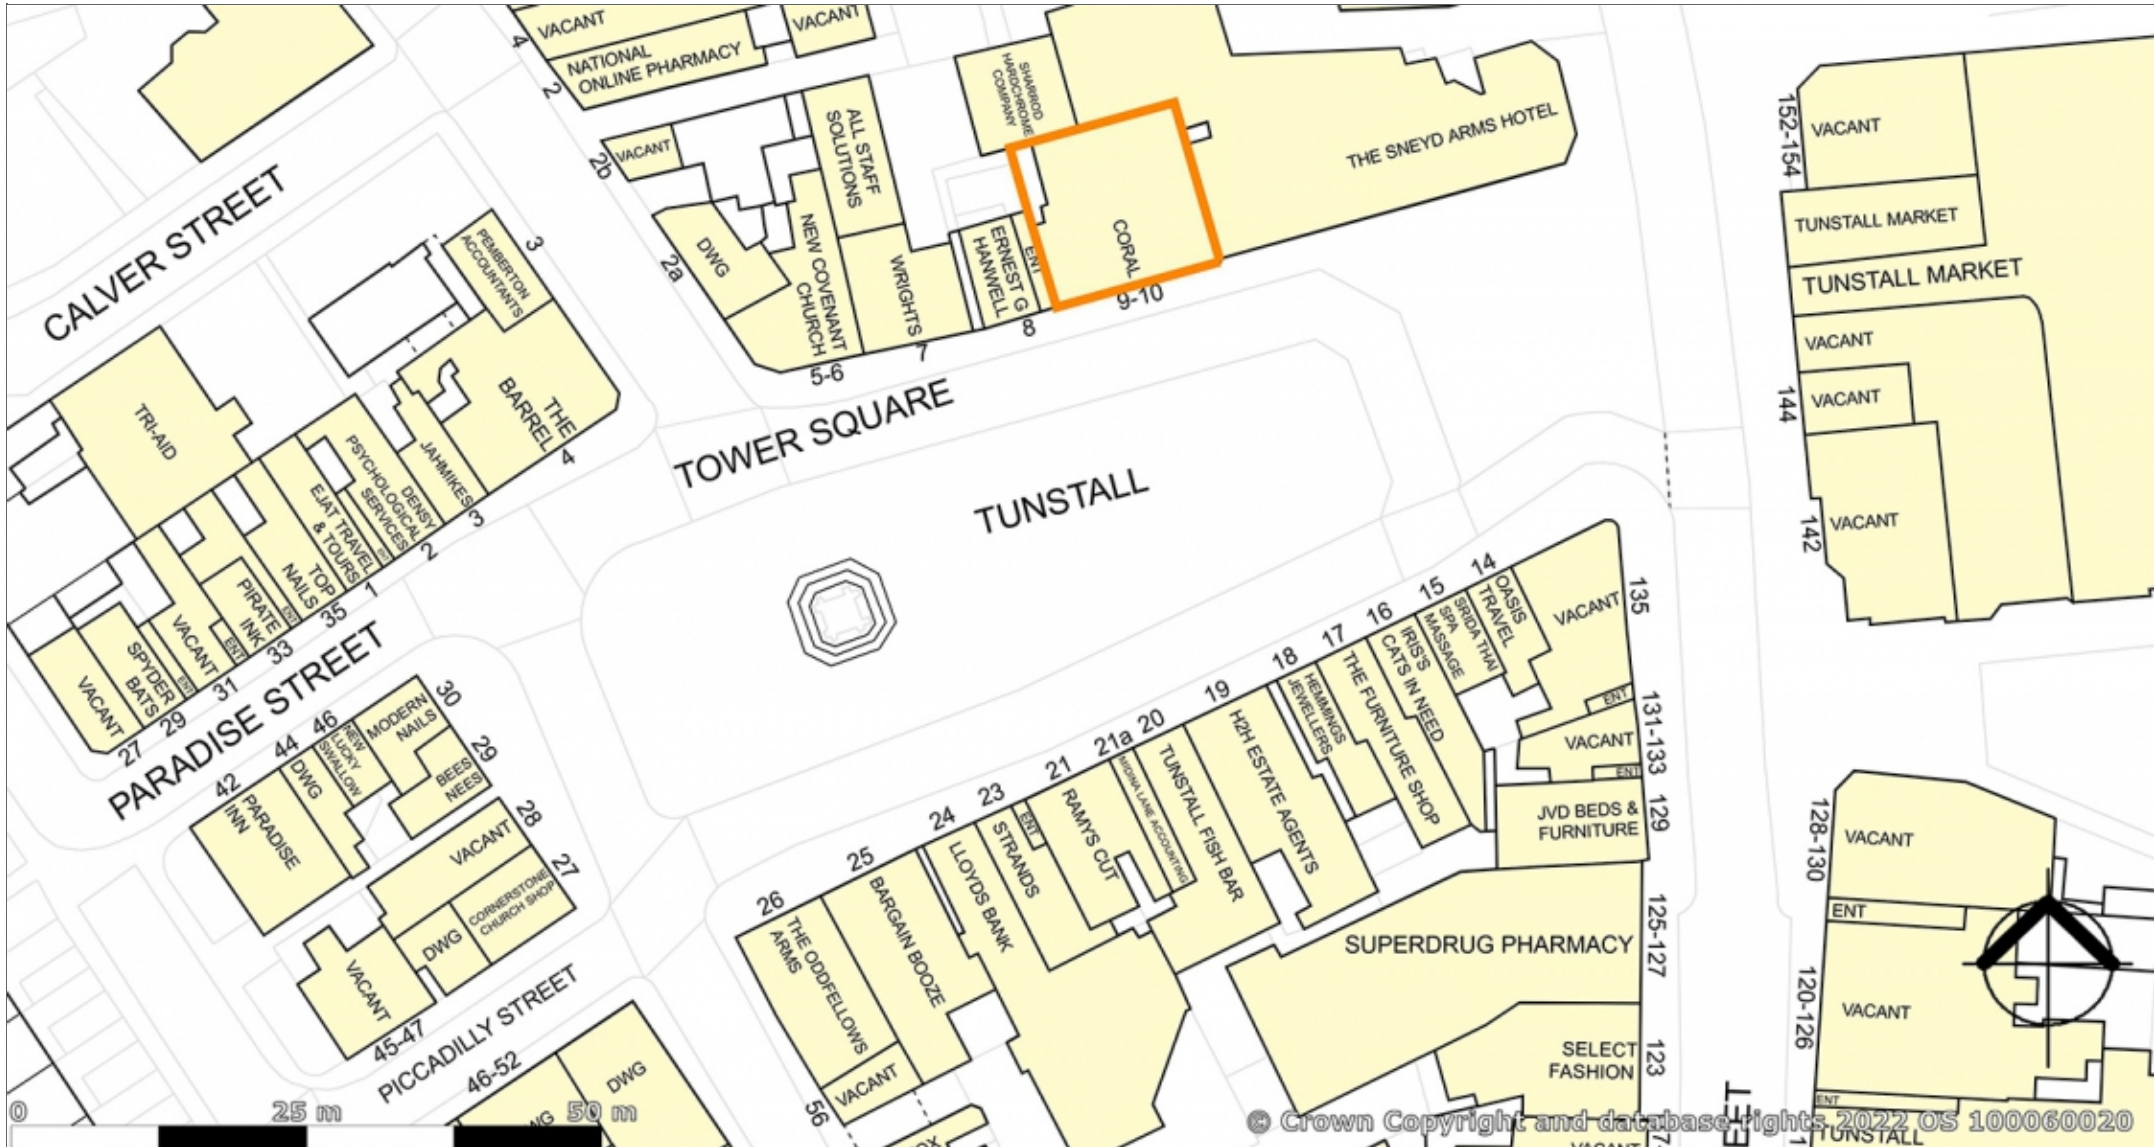 VACANT
4
NATIONAL
ONLINE PHARMACY
2
VACANT
VACANT
2b
ALL STAFF
SOLUTIONS
SHARROD
HARDCHROME
COMPANY
THE SNEYD ARMS HOTEL
DWG
2a
NEW COVENANT
CHURCH
5-6
WRIGHTS
7
ERNEST G
HANWELL
8
ENT
CORAL
9-10
152-154
VACANT
TUNSTALL MARKET
TUNSTALL MARKET
VACANT
144
VACANT
142
VACANT
CALVER STREET
PEMBERTON
ACCOUNTANTS
3
THE
BARREL
4
TRI-AID
JAHMIKES
3
DENSY
PSYCHOLOGICAL
SERVICES
ENT
2
EJAT TRAVEL
& TOURS
1
TOP
NAILS
35
PIRATE
INK
ENT
33
ENT
VACANT
31
ENT
SPYDER
BATS
29
VACANT
27
TOWER SQUARE
TUNSTALL
PARADISE STREET
42
PARADISE
INN
44
DWG
46
NEW
LUCKY
SWALLOW
30
MODERN
NAILS
29
BEES
NEES
28
VACANT
27
CORNERSTONE
CHURCH SHOP
DWG
VACANT
45-47
PICCADILLY STREET
46-52
DWG
14
OASIS
TRAVEL
15
SRIDA THAI
SPA
MASSAGE
16
IRIS'S
CATS IN NEED
17
THE FURNITURE SHOP
18
HEMMINGS
JEWELLERS
19
H2H ESTATE AGENTS
20
TUNSTALL FISH BAR
21a
MIDINA LANE ACCOUNTING
21
RAMYS CUT
ENT
23
STRANDS
24
LLOYDS BANK
25
BARGAIN BOOZE
26
THE ODDFELLOWS
ARMS
VACANT
56
VACANT
135
ENT
131-133
VACANT
ENT
JVD BEDS &
FURNITURE
129
SUPERDRUG PHARMACY
125-127
SELECT
FASHION
123
VACANT
128-130
VACANT
ENT
120-126
VACANT
ENT
TUNSTALL
0 25 m 50 m
© Crown Copyright and database rights 2022 OS 100060020